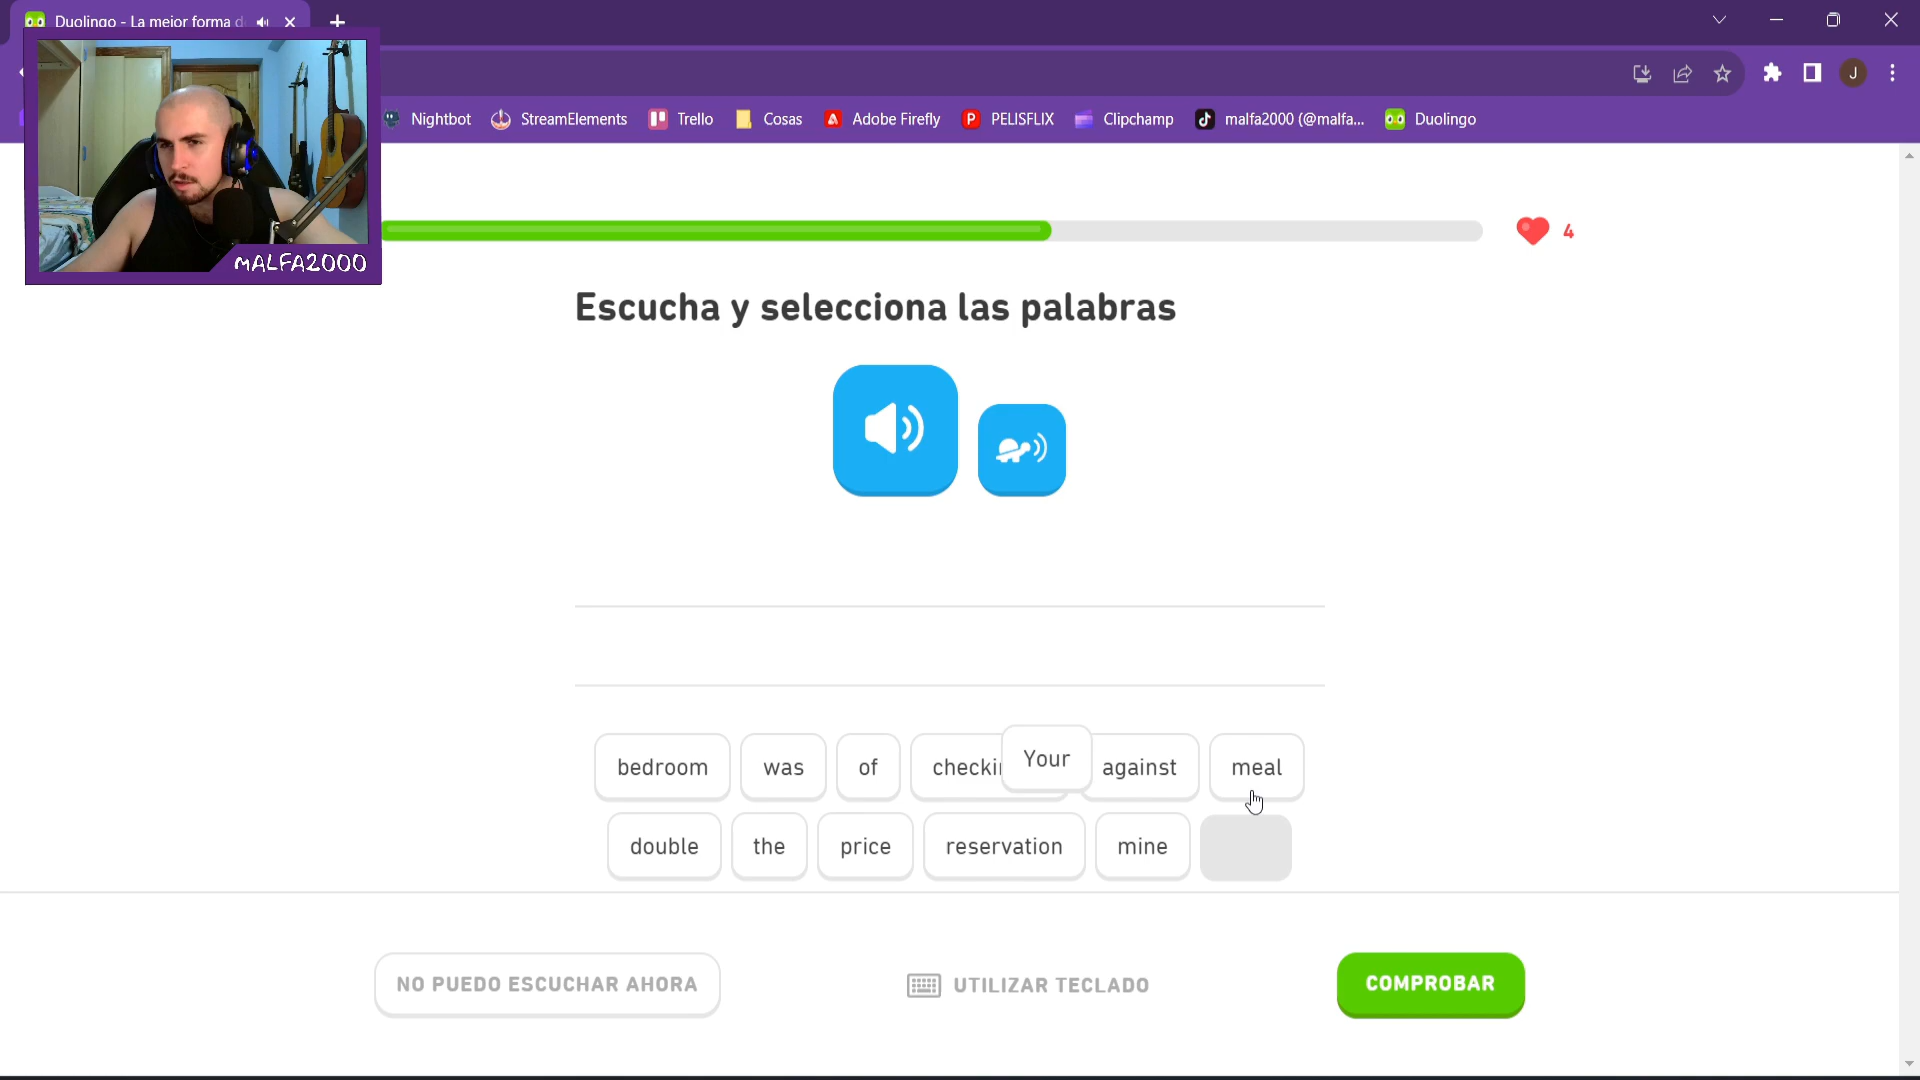 Duolingo - La mejor forma d
MALFA2000
Nightbot StreamElements Trello Cosas Adobe Firefly PELISFLIX Clipchamp malfa2000 (@malfa... Duolingo
J
4
Escucha y selecciona las palabras
bedroom was of checki Your against meal
double the price reservation mine
NO PUEDO ESCUCHAR AHORA UTILIZAR TECLADO COMPROBAR